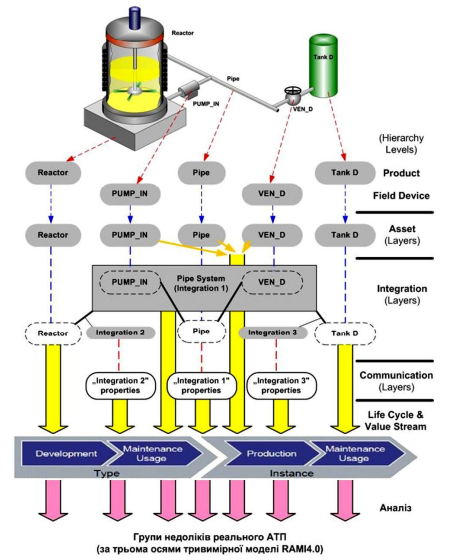 Reactor
Tank D
Pipe
PUMP_IN
VEN_D
(Hierarchy
Levels)
Reactor
Pipe
Tank D
Product
PUMP_IN
VEN_D
Field Device
Reactor
PUMP_IN
Pipe
VEN_D
Tank D
Asset
(Layers)
Pipe System
(Integration 1)
PUMP_IN
VEN_D
Integration
(Layers)
Reactor
Integration 2
Pipe
Integration 3
Tank D
„Integration 2"
properties
„Integration 1"
properties
„Integration 3"
properties
Communication
(Layers)
Life Cycle &
Value Stream
Development
Maintenance
Usage
Production
Maintenance
Usage
Type
Instance
Аналіз
Групи недоліків реального АТП
(за трьома осями тривимірної моделі RAMI4.0)